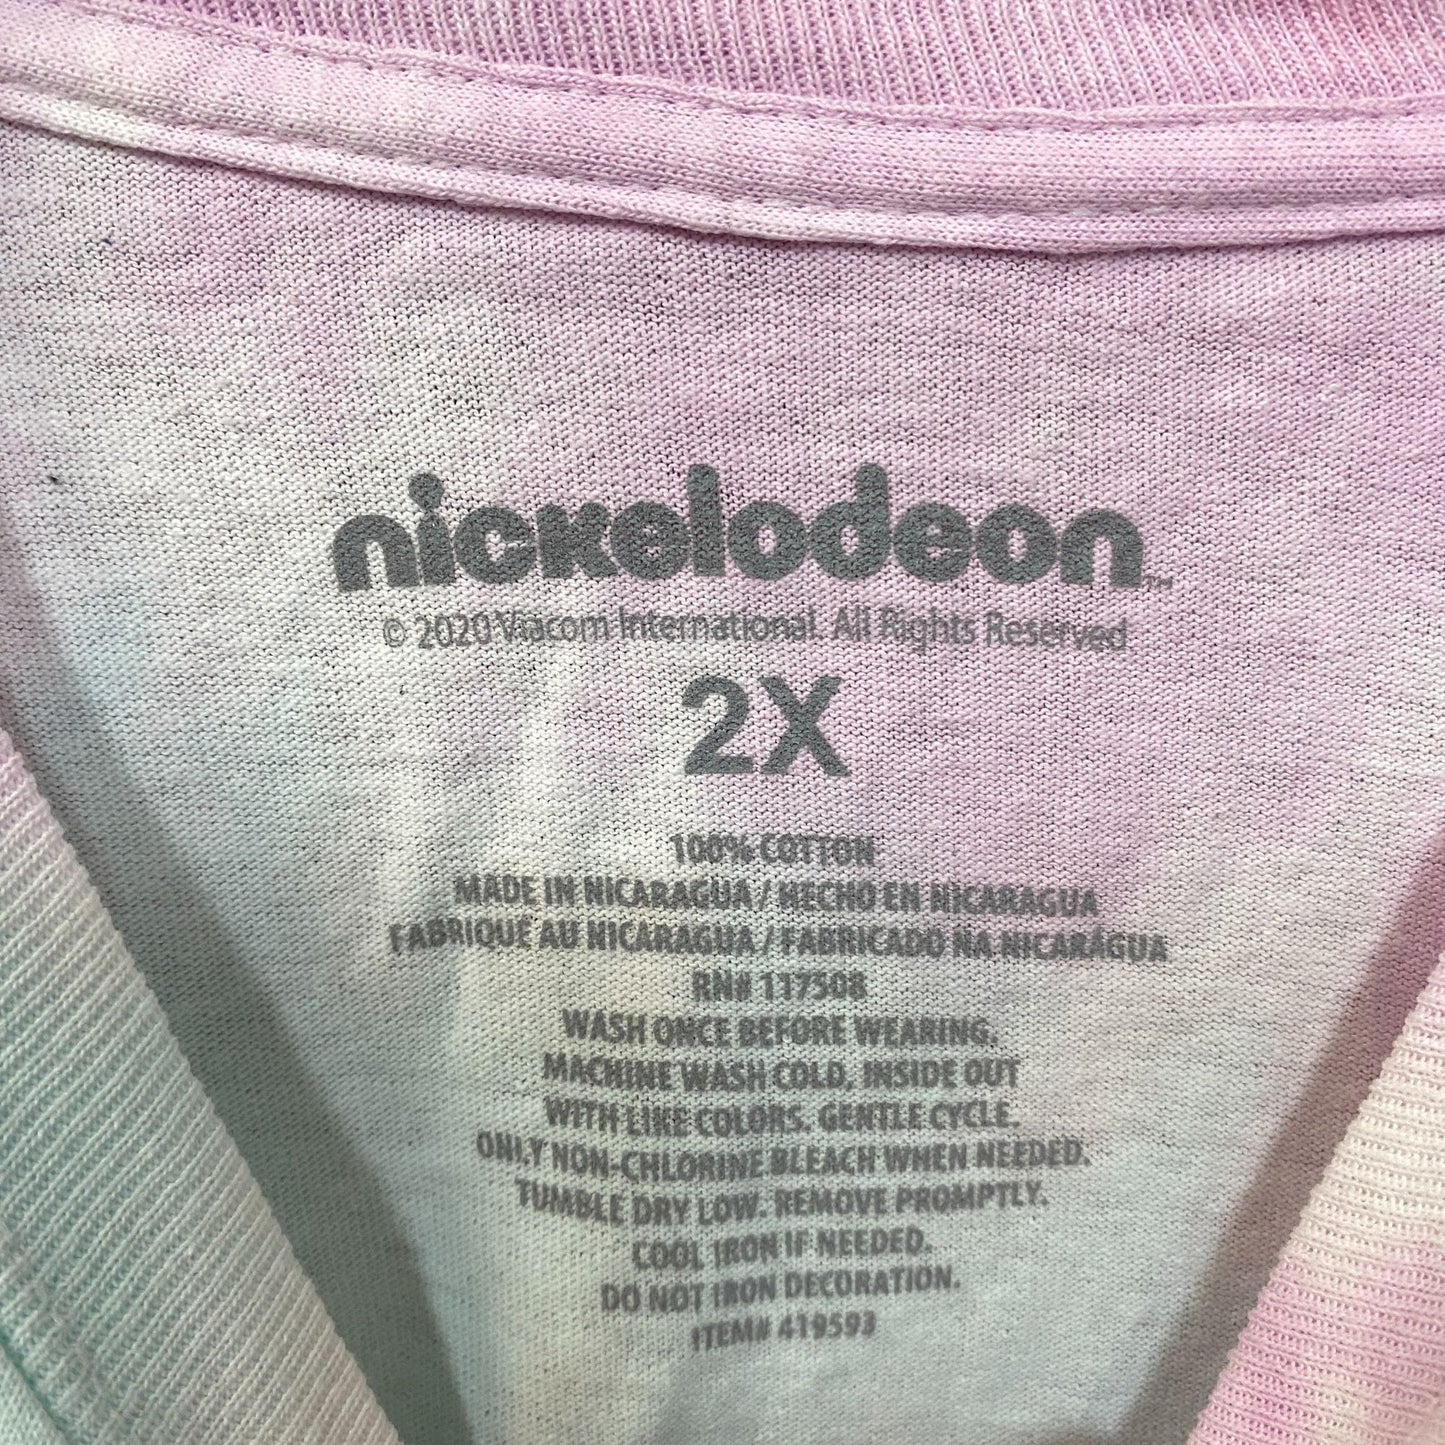 nickelodeon™
© 2020 Viacom International. All Rights Reserved
2X
100% COTTON
MADE IN NICARAGUA / HECHO EN NICARAGUA
FABRIQUÉ AU NICARAGUA / FABRICADO NA NICARÁGUA
RN# 117508
WASH ONCE BEFORE WEARING.
MACHINE WASH COLD, INSIDE OUT
WITH LIKE COLORS. GENTLE CYCLE.
ONLY NON-CHLORINE BLEACH WHEN NEEDED.
TUMBLE DRY LOW. REMOVE PROMPTLY.
COOL IRON IF NEEDED.
DO NOT IRON DECORATION.
ITEM# 419593